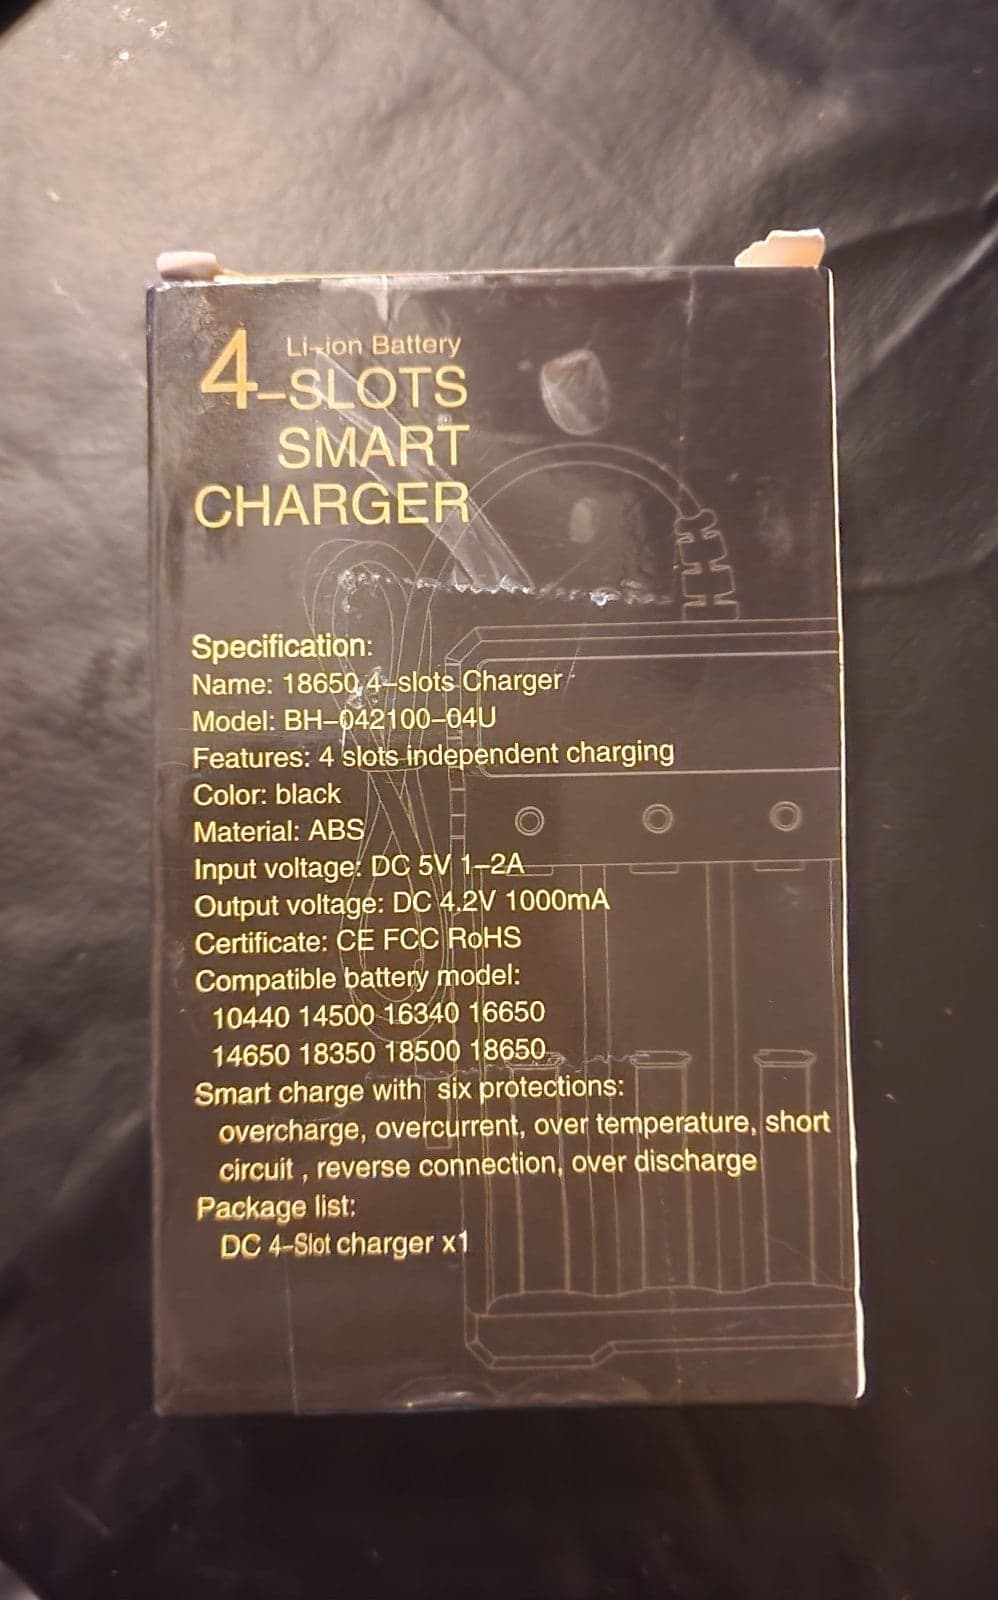 Li-ion Battery
4-SLOTS
SMART
CHARGER
Specification:
Name: 18650 4-slots Charger
Model: BH-042100-04U
Features: 4 slots independent charging
Color: black
Material: ABS
Input voltage: DC 5V 1-2A
Output voltage: DC 4.2V 1000mA
Certificate: CE FCC RoHS
Compatible battery model:
10440 14500 16340 16650
14650 18350 18500 18650
Smart charge with six protections:
overcharge, overcurrent, over temperature, short
circuit , reverse connection, over discharge
Package list:
DC 4-Slot charger x1